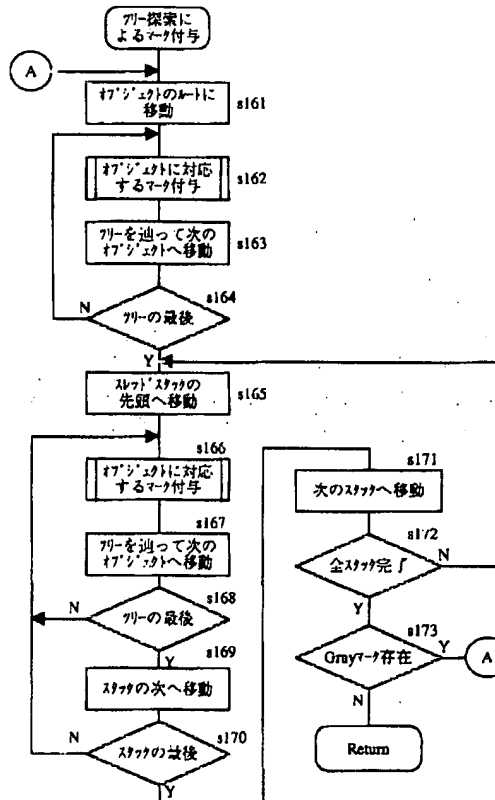 ツリー探索に
よるマーク付与
A
オブジェクトのルートに
移動
s161
オブジェクトに対応
するマーク付与
s162
ツリーを辿って次の
オブジェクトへ移動
s163
s164
N
ツリーの最後
Y
スレッドスタックの
先頭へ移動
s165
s166
オブジェクトに対応
するマーク付与
s167
ツリーを辿って次の
オブジェクトへ移動
s168
N
ツリーの最後
Y
s169
スタックの次へ移動
s170
N
スタックの最後
Y
s171
次のスタックへ移動
s172
全スタック完了
N
Y
s173
Grayマーク存在
Y
A
N
Return